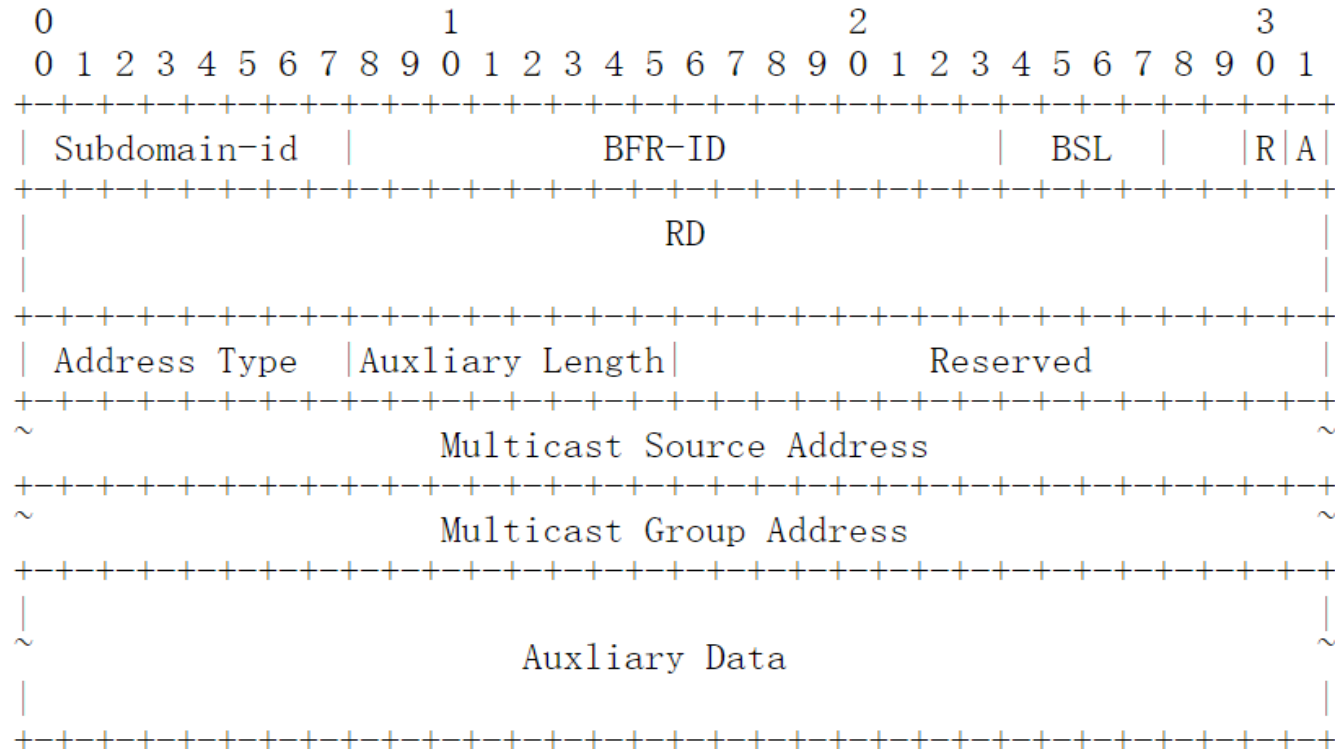 0                   1                   2                   3
0 1 2 3 4 5 6 7 8 9 0 1 2 3 4 5 6 7 8 9 0 1 2 3 4 5 6 7 8 9 0 1
+-+-+-+-+-+-+-+-+-+-+-+-+-+-+-+-+-+-+-+-+-+-+-+-+-+-+-+-+-+-+-+-+
| Subdomain-id  |            BFR-ID             |  BSL  |   |R|A|
+-+-+-+-+-+-+-+-+-+-+-+-+-+-+-+-+-+-+-+-+-+-+-+-+-+-+-+-+-+-+-+-+
|                               RD                              |
|                                                               |
+-+-+-+-+-+-+-+-+-+-+-+-+-+-+-+-+-+-+-+-+-+-+-+-+-+-+-+-+-+-+-+-+
| Address Type  |Auxliary Length|            Reserved           |
+-+-+-+-+-+-+-+-+-+-+-+-+-+-+-+-+-+-+-+-+-+-+-+-+-+-+-+-+-+-+-+-+
~                    Multicast Source Address                   ~
+-+-+-+-+-+-+-+-+-+-+-+-+-+-+-+-+-+-+-+-+-+-+-+-+-+-+-+-+-+-+-+-+
~                    Multicast Group Address                    ~
+-+-+-+-+-+-+-+-+-+-+-+-+-+-+-+-+-+-+-+-+-+-+-+-+-+-+-+-+-+-+-+-+
|                                                               |
~                        Auxliary Data                          ~
|                                                               |
+-+-+-+-+-+-+-+-+-+-+-+-+-+-+-+-+-+-+-+-+-+-+-+-+-+-+-+-+-+-+-+-+